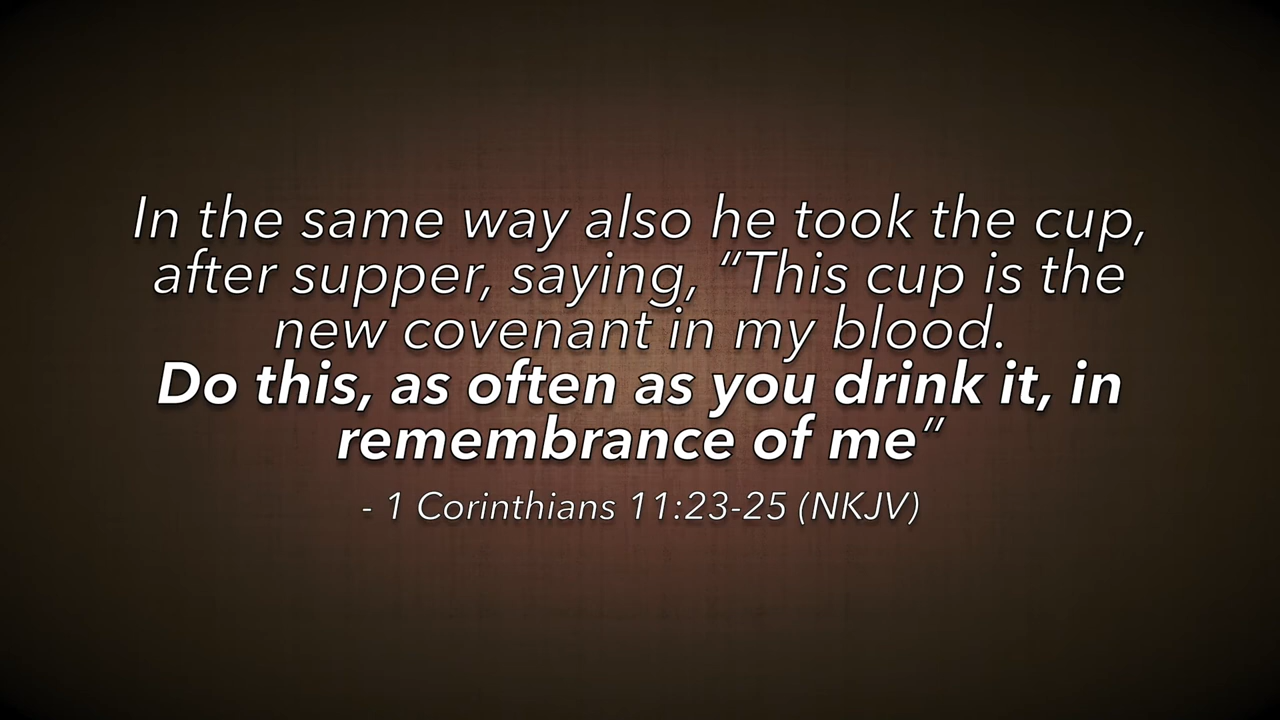 In the same way also he took the cup,
after supper, saying, “This cup is the
new covenant in my blood.
Do this, as often as you drink it, in
remembrance of me”
- 1 Corinthians 11:23-25 (NKJV)